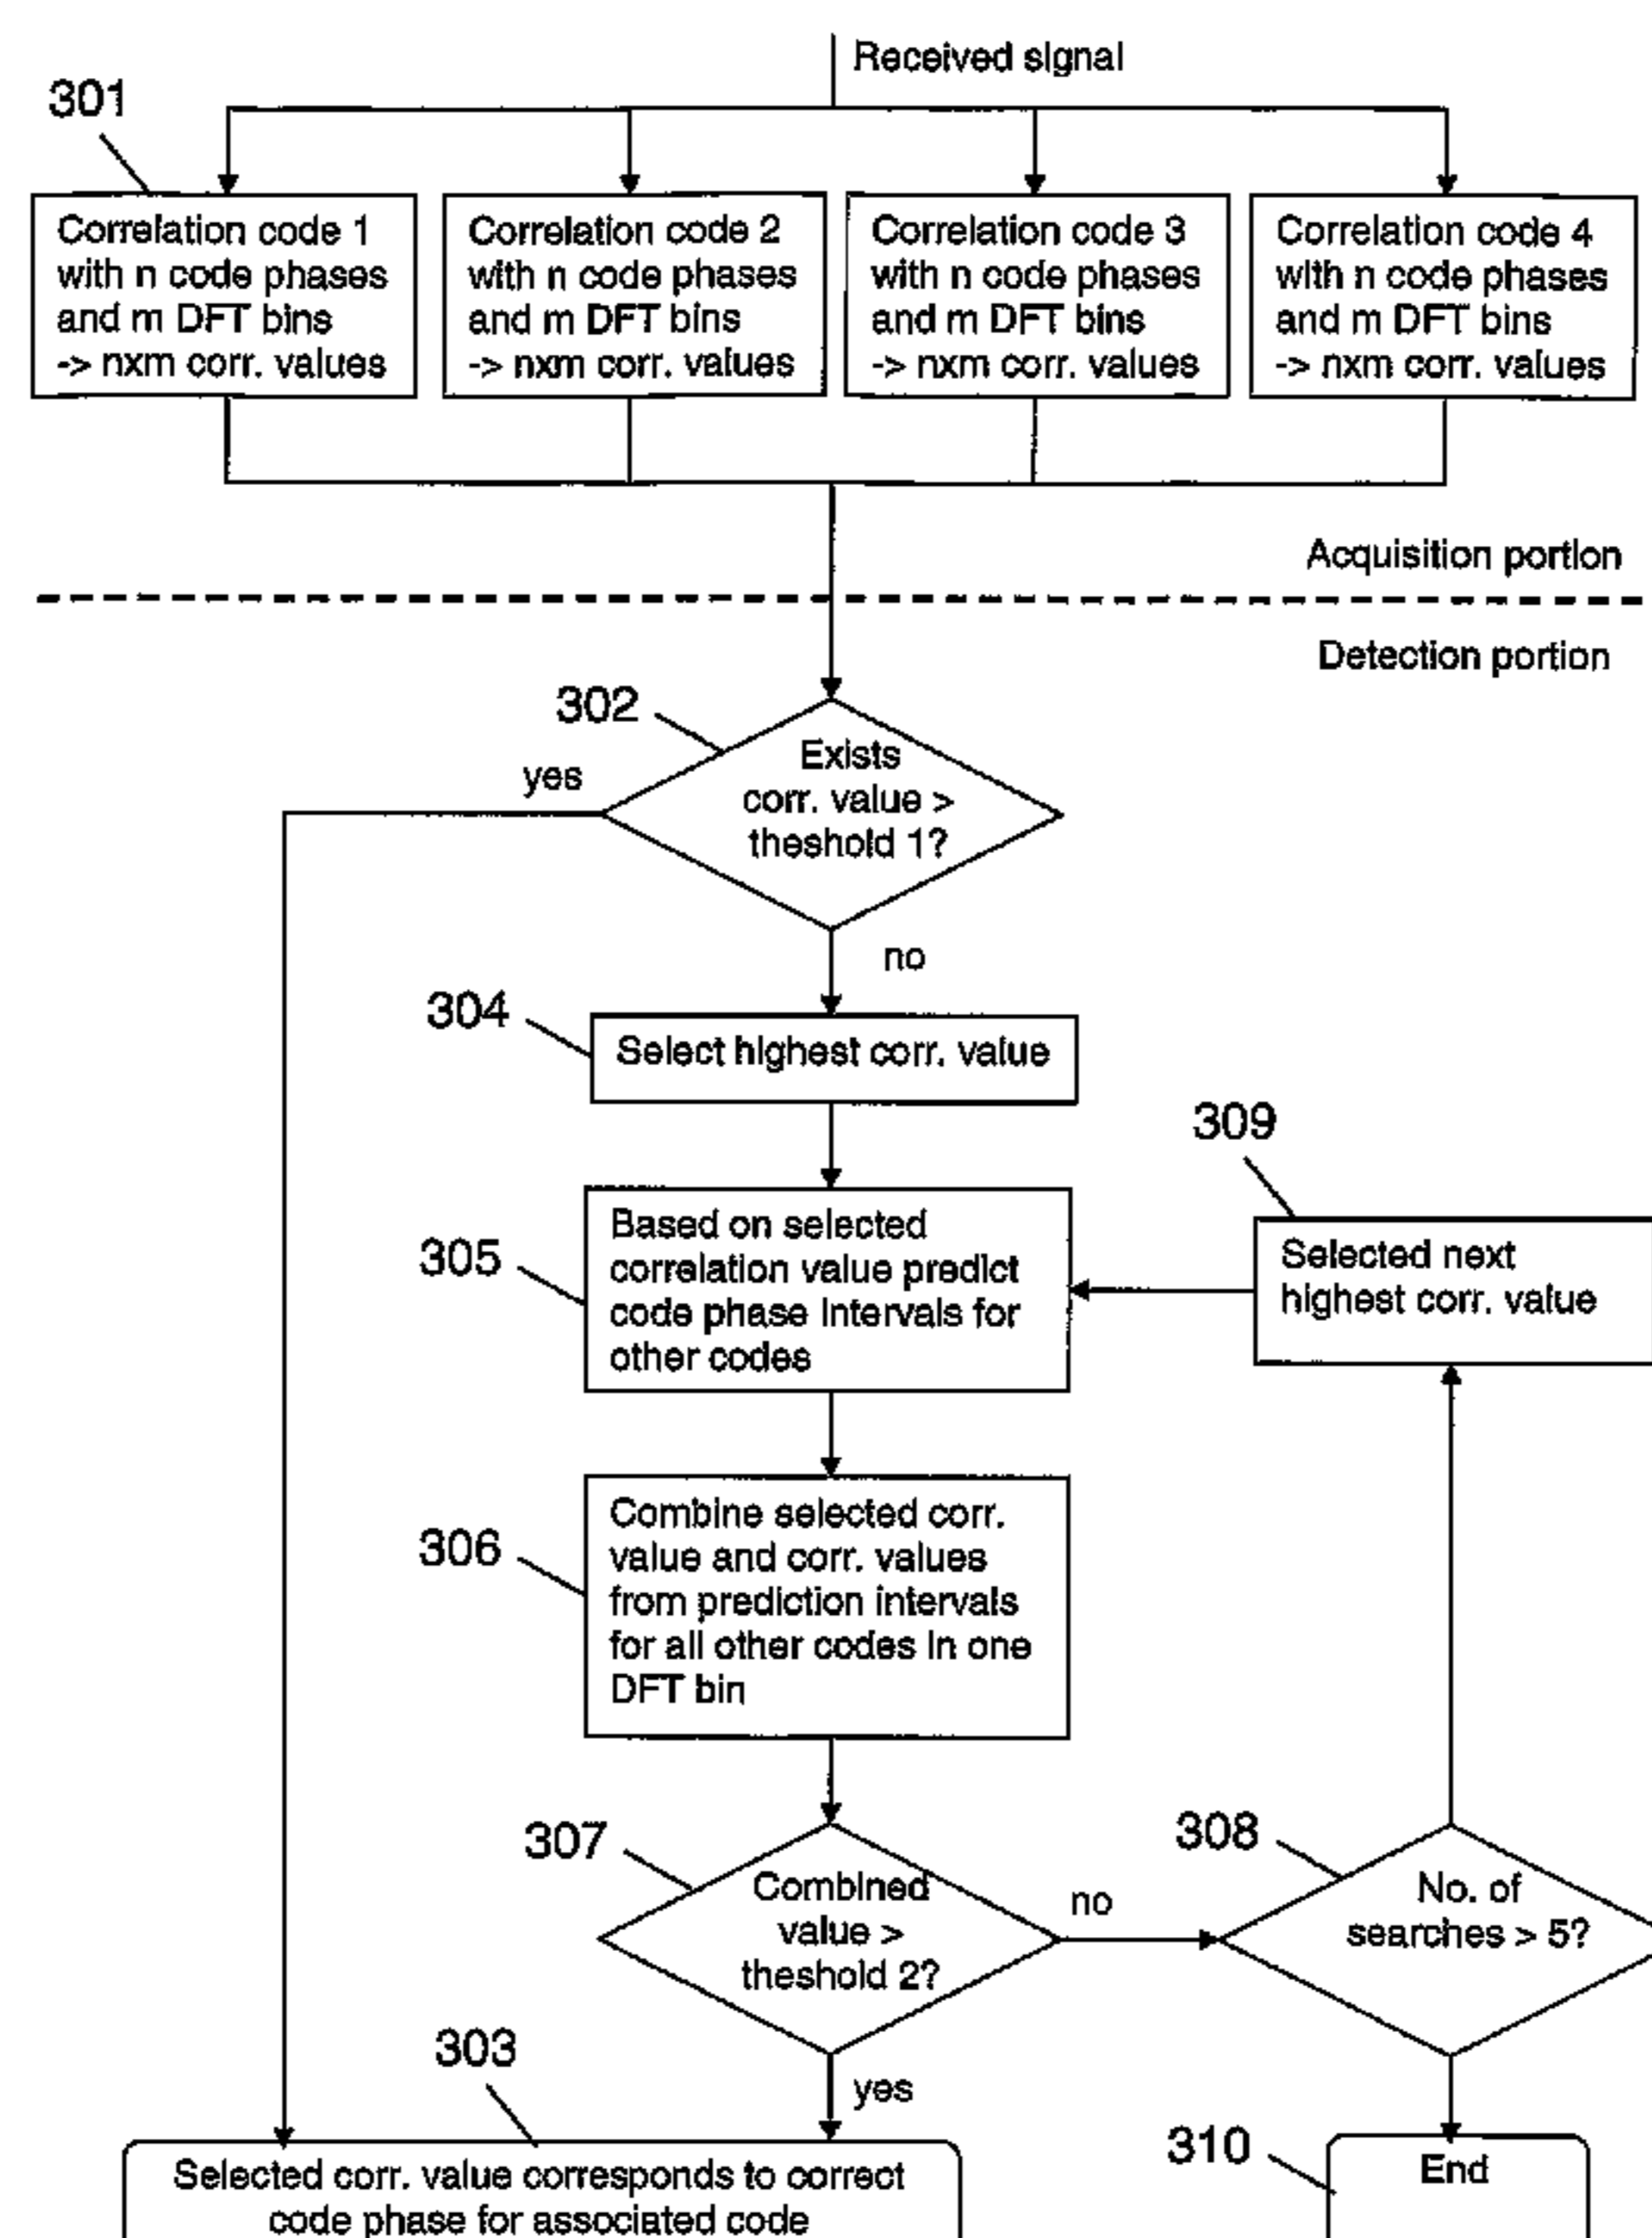 Received signal
301
Correlation code 1
with n code phases
and m DFT bins
-> nxm corr. values
Correlation code 2
with n code phases
and m DFT bins
-> nxm corr. values
Correlation code 3
with n code phases
and m DFT bins
-> nxm corr. values
Correlation code 4
with n code phases
and m DFT bins
-> nxm corr. values
Acquisition portion
Detection portion
302
yes
Exists
corr. value >
theshold 1?
no
304
Select highest corr. value
309
305
Based on selected
correlation value predict
code phase intervals for
other codes
Selected next
highest corr. value
306
Combine selected corr.
value and corr. values
from prediction intervals
for all other codes in one
DFT bin
307
Combined
value >
theshold 2?
no
308
No. of
searches > 5?
303
yes
Selected corr. value corresponds to correct
code phase for associated code
310
End